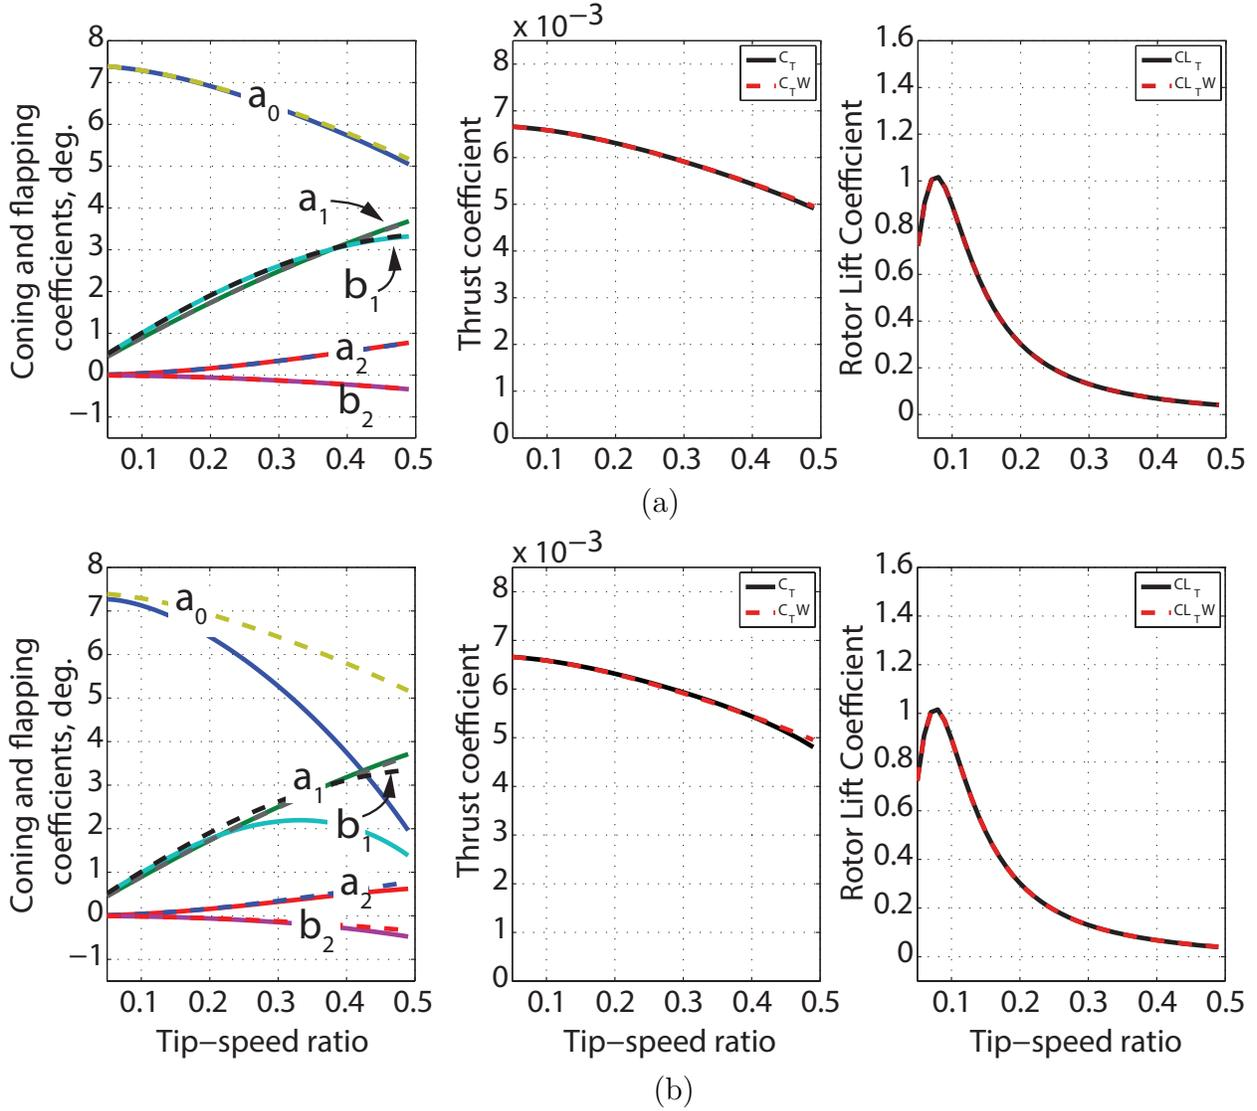 x 10−3
Coning and flapping
coefficients, deg.
8
7
6
5
4
3
2
1
0
−1
a0
a1
b1
a2
b2
0.1 0.2 0.3 0.4 0.5
Thrust coefficient
8
7
6
5
4
3
2
1
0
CT
CTW
0.1 0.2 0.3 0.4 0.5
Rotor Lift Coefficient
1.6
1.4
1.2
1
0.8
0.6
0.4
0.2
0
CLT
CLTW
0.1 0.2 0.3 0.4 0.5
(a)
x 10−3
Coning and flapping
coefficients, deg.
8
7
6
5
4
3
2
1
0
−1
a0
a1
b1
a2
b2
0.1 0.2 0.3 0.4 0.5
Tip−speed ratio
Thrust coefficient
8
7
6
5
4
3
2
1
0
CT
CTW
0.1 0.2 0.3 0.4 0.5
Tip−speed ratio
Rotor Lift Coefficient
1.6
1.4
1.2
1
0.8
0.6
0.4
0.2
0
CLT
CLTW
0.1 0.2 0.3 0.4 0.5
Tip−speed ratio
(b)